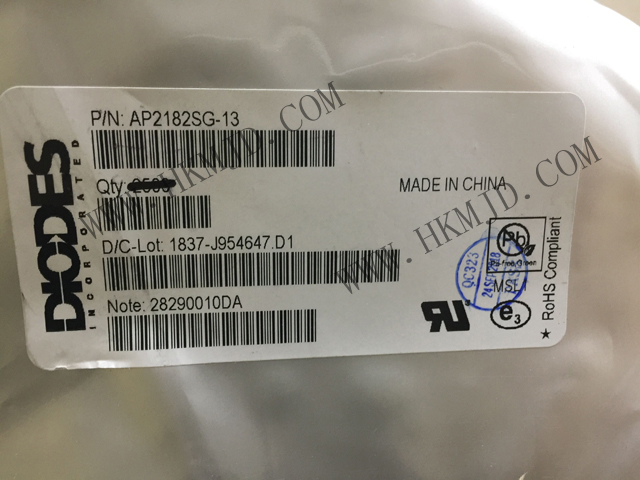 DIODES
INCORPORATED
P/N: AP2182SG-13
Qty:
MADE IN CHINA
D/C-Lot: 1837-J954647.D1
Note: 28290010DA
Pb
MSL
e3
RoHS Compliant
QC323
WWW.HKMJD.COM
WWW.HKMJD.COM